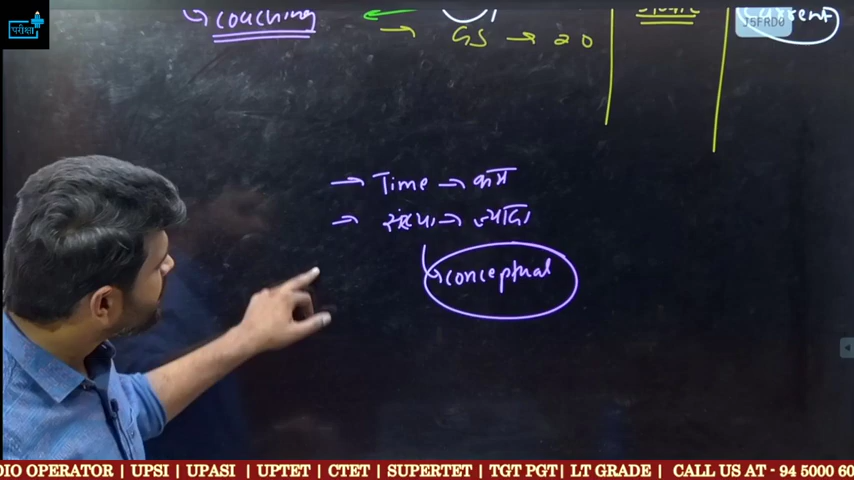 परीक्षा
coaching
GS → 20
Current
J5FRD0
→ Time → कम
→ संख्या → ज्यादा
conceptual
DIO OPERATOR | UPSI | UPASI | UPTET | CTET | SUPERTET | TGT PGT| LT GRADE | CALL US AT - 94 5000 60